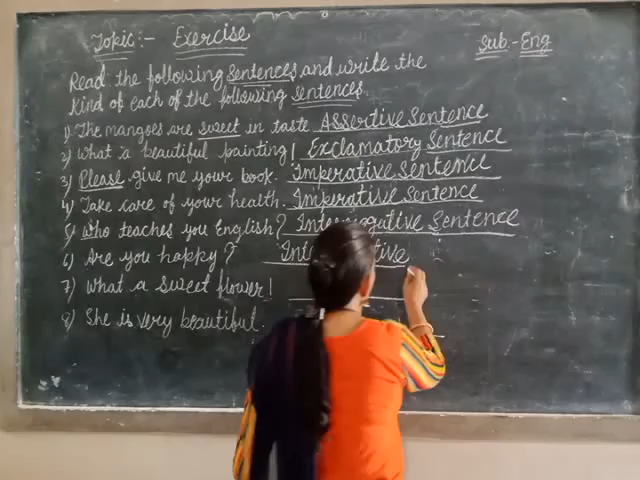 Topic:- Exercise Sub.- Eng
Read the following sentences and write the
kind of each of the following sentences.
1) The mangoes are sweet in taste Assertive Sentence
2) What a beautiful painting! Exclamatory Sentence
3) Please give me your book. Imperative Sentence
4) Take care of your health. Imperative Sentence
5) Who teaches you English? Interrogative Sentence
6) Are you happy?
7) What a sweet flower!
8) She is very beautiful.